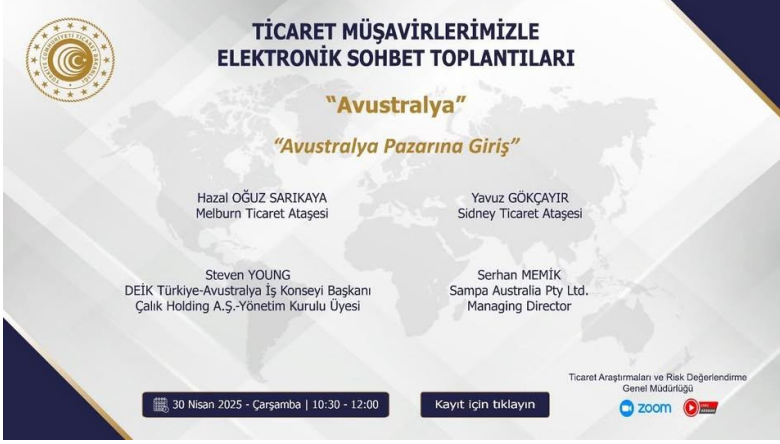 TİCARET MÜŞAVİRLERİMİZLE
ELEKTRONİK SOHBET TOPLANTILARI
“Avustralya”
“Avustralya Pazarına Giriş”
Hazal OĞUZ SARIKAYA
Melburn Ticaret Ataşesi
Yavuz GÖKÇAYIR
Sidney Ticaret Ataşesi
Steven YOUNG
DEİK Türkiye-Avustralya İş Konseyi Başkanı
Çalık Holding A.Ş.-Yönetim Kurulu Üyesi
Serhan MEMİK
Sampa Australia Pty Ltd.
Managing Director
Ticaret Araştırmaları ve Risk Değerlendirme
Genel Müdürlüğü
30 Nisan 2025 - Çarşamba | 10:30 - 12:00
Kayıt için tıklayın
zoom